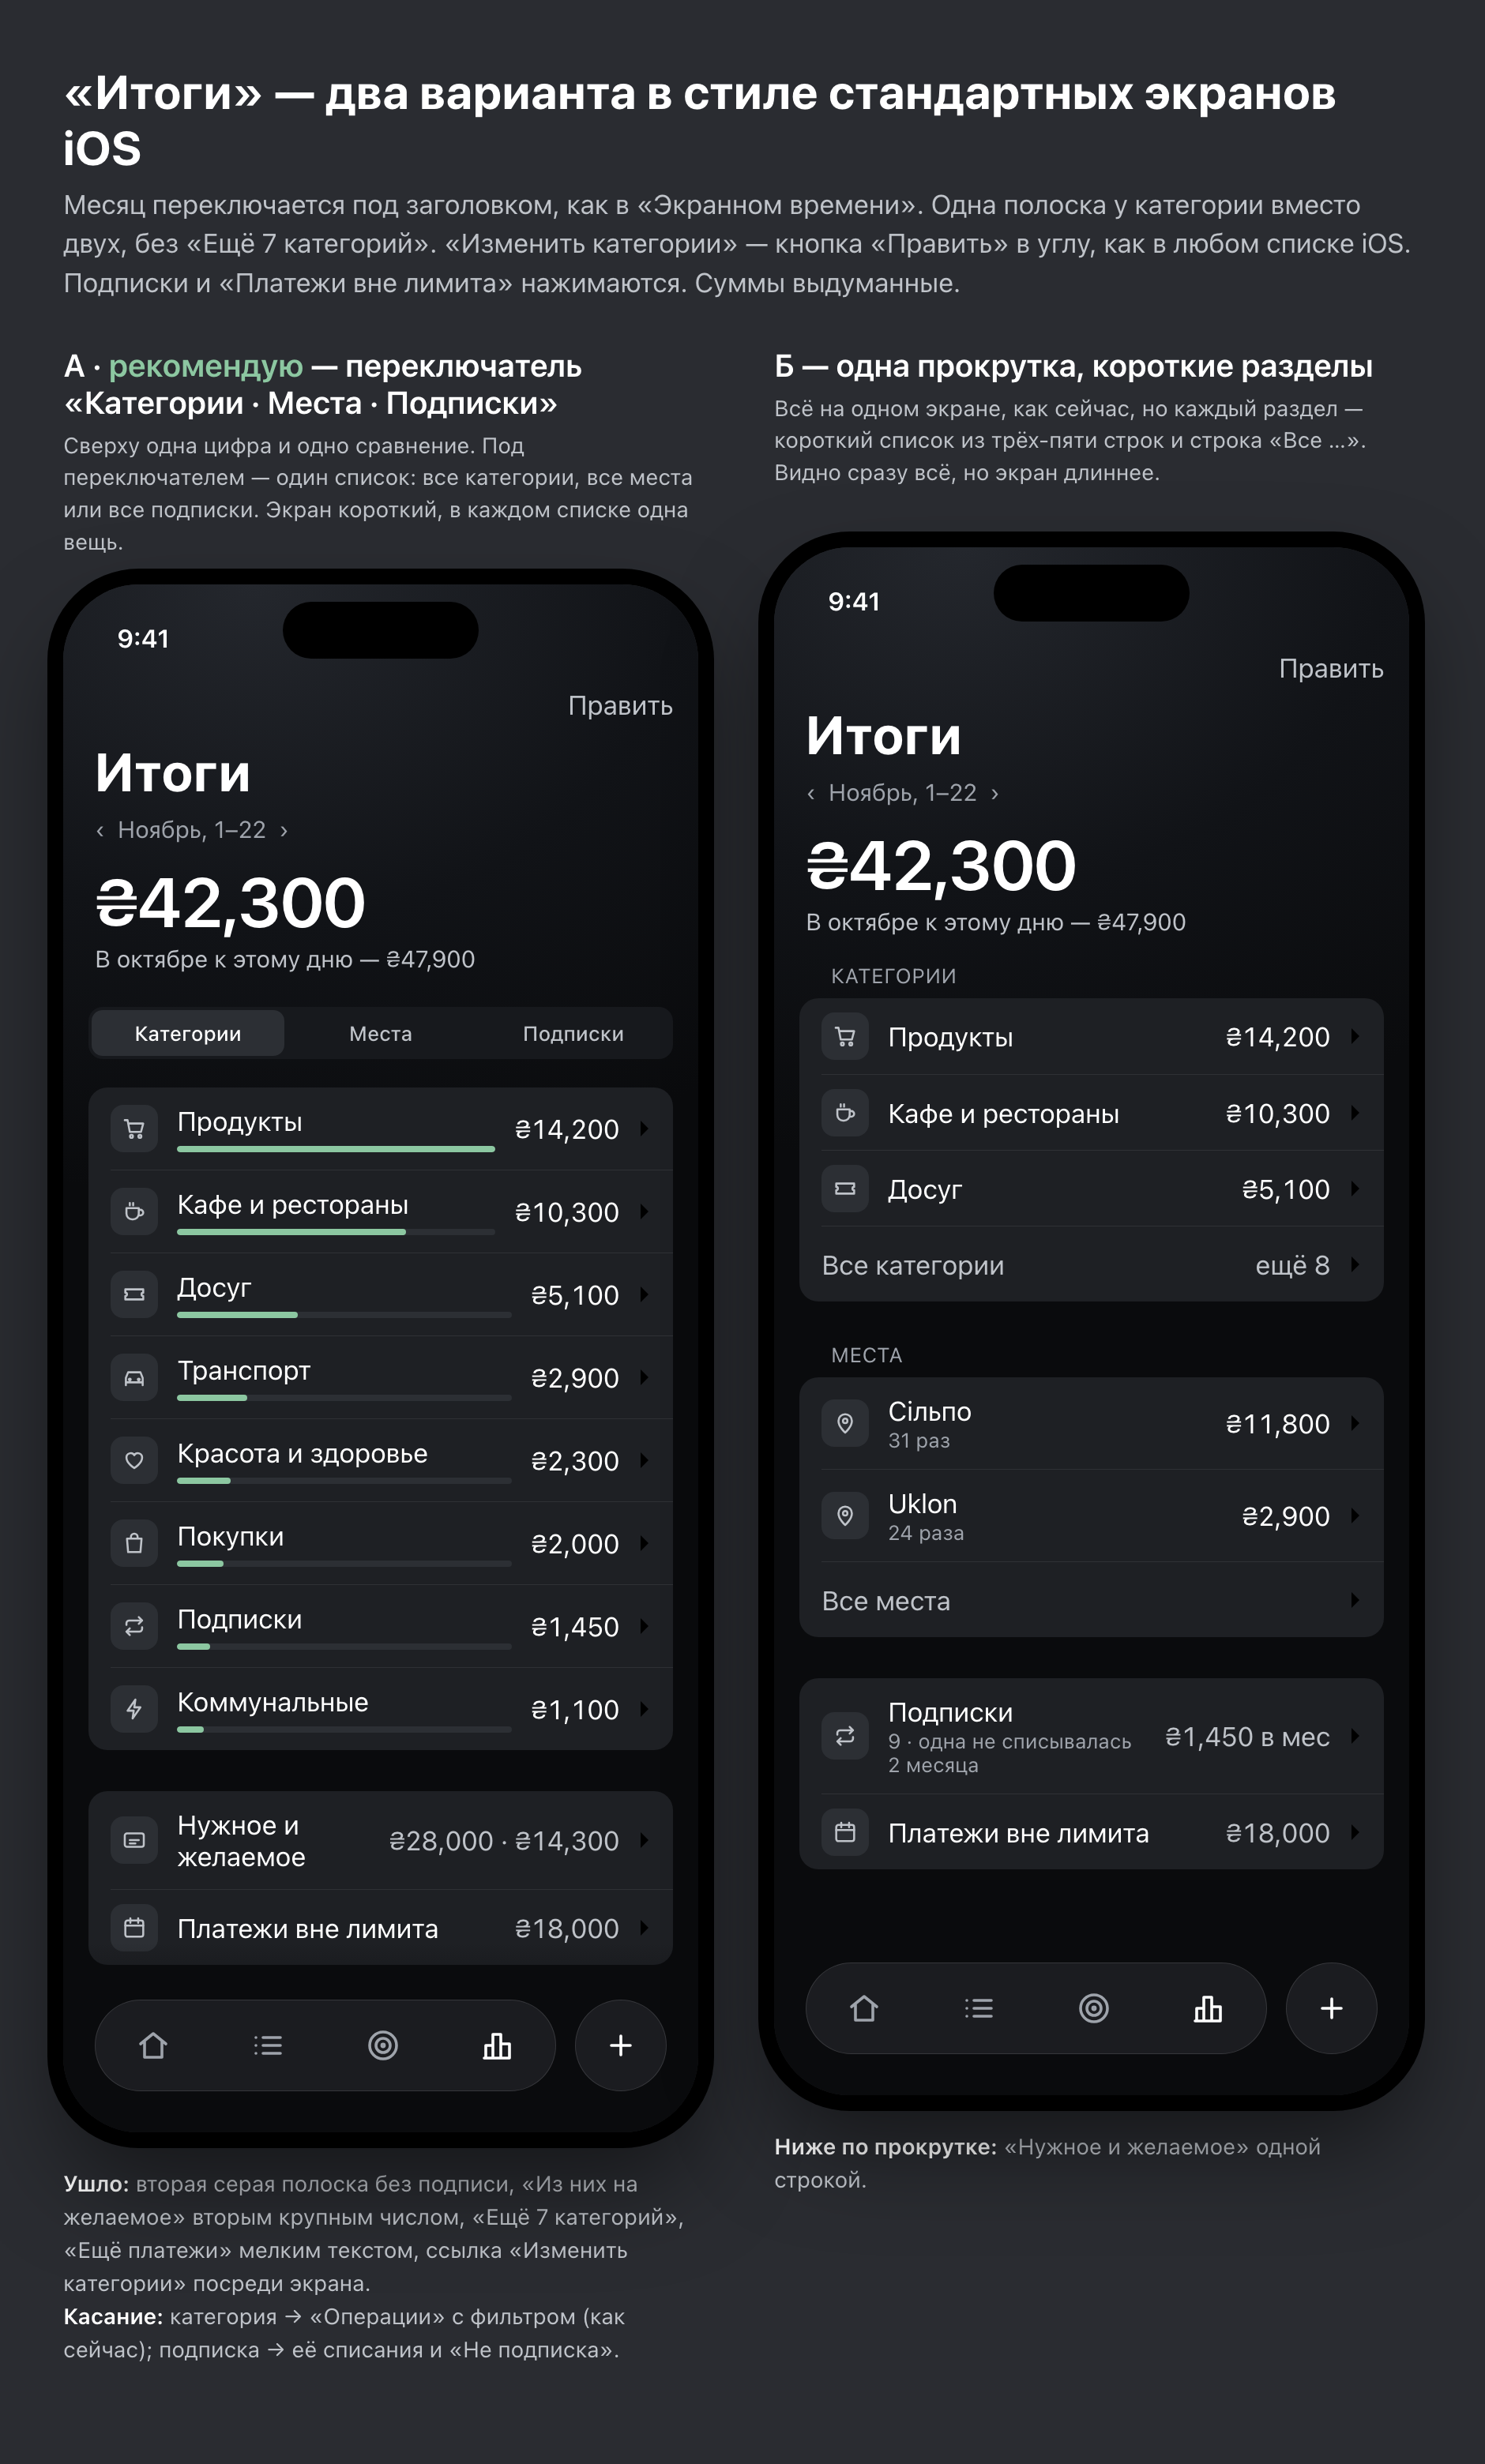 «Итоги» — два варианта в стиле стандартных экранов
iOS
Месяц переключается под заголовком, как в «Экранном времени». Одна полоска у категории вместо
двух, без «Ещё 7 категорий». «Изменить категории» — кнопка «Править» в углу, как в любом списке iOS.
Подписки и «Платежи вне лимита» нажимаются. Суммы выдуманные.
А · рекомендую — переключатель
«Категории · Места · Подписки»
Сверху одна цифра и одно сравнение. Под
переключателем — один список: все категории, все места
или все подписки. Экран короткий, в каждом списке одна
вещь.
9:41
Править
Итоги
‹ Ноябрь, 1–22 ›
₴42,300
В октябре к этому дню — ₴47,900
Категории Места Подписки
Продукты ₴14,200
Кафе и рестораны ₴10,300
Досуг ₴5,100
Транспорт ₴2,900
Красота и здоровье ₴2,300
Покупки ₴2,000
Подписки ₴1,450
Коммунальные ₴1,100
Нужное и
желаемое ₴28,000 · ₴14,300
Платежи вне лимита ₴18,000
Ушло: вторая серая полоска без подписи, «Из них на
желаемое» вторым крупным числом, «Ещё 7 категорий»,
«Ещё платежи» мелким текстом, ссылка «Изменить
категории» посреди экрана.
Касание: категория → «Операции» с фильтром (как
сейчас); подписка → её списания и «Не подписка».
Б — одна прокрутка, короткие разделы
Всё на одном экране, как сейчас, но каждый раздел —
короткий список из трёх-пяти строк и строка «Все ...».
Видно сразу всё, но экран длиннее.
9:41
Править
Итоги
‹ Ноябрь, 1–22 ›
₴42,300
В октябре к этому дню — ₴47,900
КАТЕГОРИИ
Продукты ₴14,200
Кафе и рестораны ₴10,300
Досуг ₴5,100
Все категории ещё 8
МЕСТА
Сільпо ₴11,800
31 раз
Uklon ₴2,900
24 раза
Все места
Подписки ₴1,450 в мес
9 · одна не списывалась
2 месяца
Платежи вне лимита ₴18,000
Ниже по прокрутке: «Нужное и желаемое» одной
строкой.